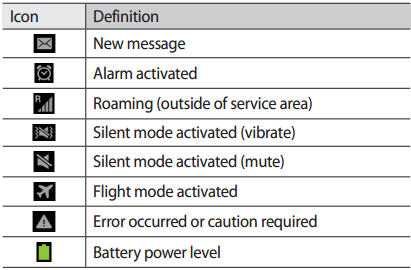 Icon Definition
New message
Alarm activated
R Roaming (outside of service area)
Silent mode activated (vibrate)
Silent mode activated (mute)
Flight mode activated
Error occurred or caution required
Battery power level